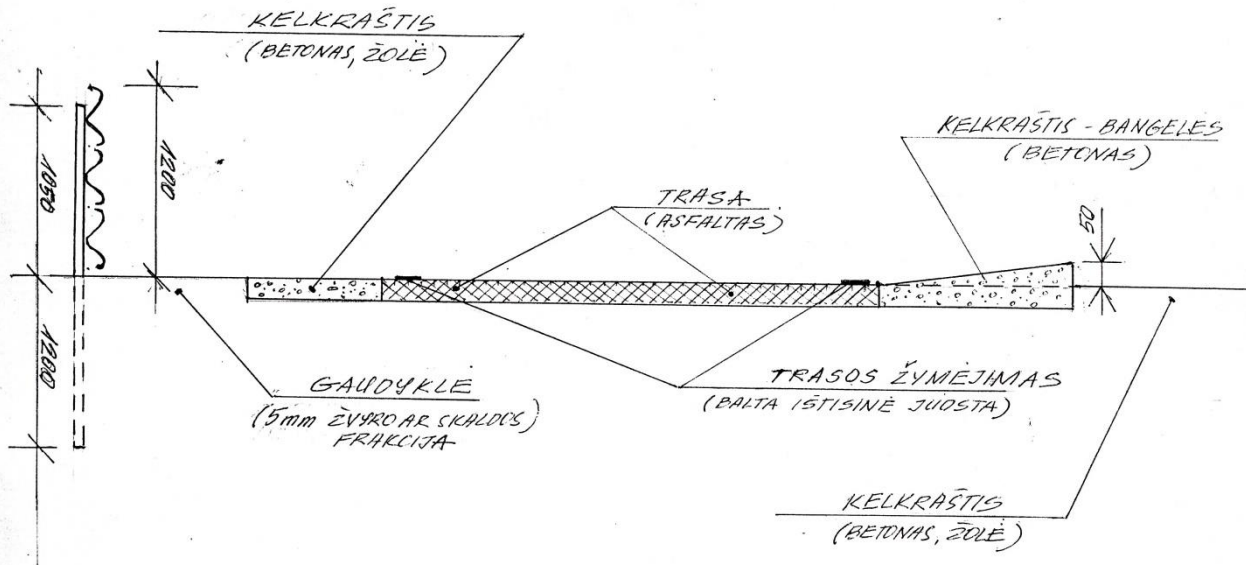 KELKRAŠTIS
(BETONAS, ŽOLĖ)
KELKRAŠTIS - BANGELĖS
(BETONAS)
1050
1200
TRASA
(ASFALTAS)
50
1200
GAUDYKLĖ
(5mm ŽVYRO AR SKALDOS)
FRAKCIJA
TRASOS ŽYMĖJIMAS
(BALTA IŠTISINĖ JUOSTA)
KELKRAŠTIS
(BETONAS, ŽOLĖ)